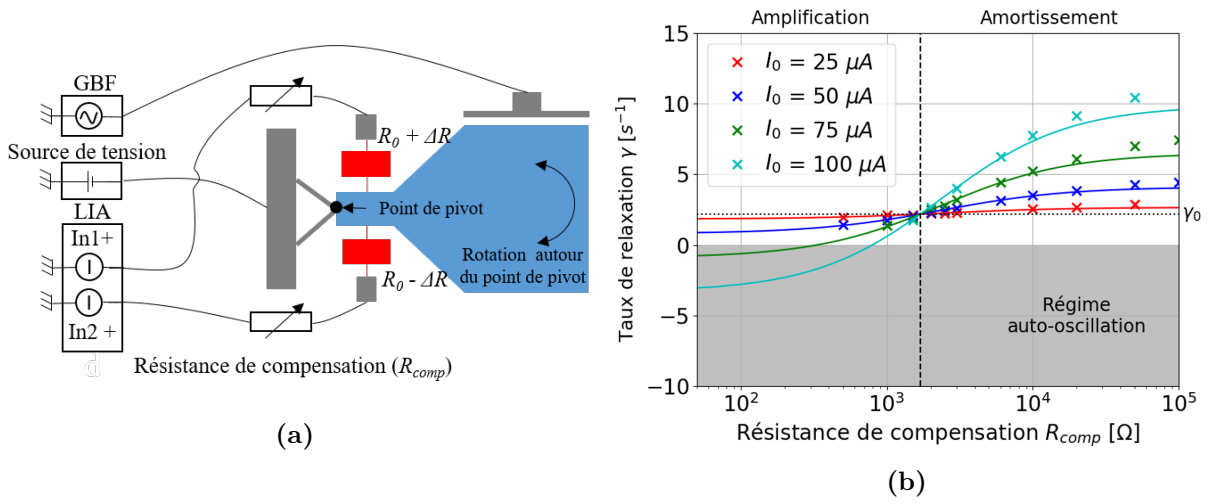 GBF
Source de tension
LIA
In1+
In2 +
d
R₀ + ΔR
Point de pivot
Rotation autour
du point de pivot
R₀ - ΔR
Résistance de compensation (R_comp)
(a)
Amplification
Amortissement
15
10
5
0
−5
−10
Taux de relaxation γ [s⁻¹]
I₀ = 25 μA
I₀ = 50 μA
I₀ = 75 μA
I₀ = 100 μA
γ₀
Régime
auto-oscillation
10² 10³ 10⁴ 10⁵
Résistance de compensation R_comp [Ω]
(b)